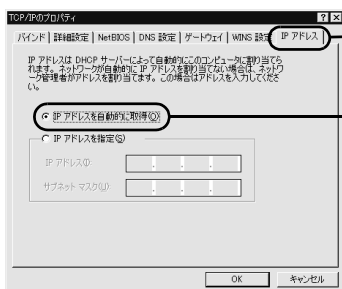 TCP/IPのプロパティ
バインド 詳細設定 NetBIOS DNS 設定 ゲートウェイ WINS 設定 IP アドレス
IP アドレスは DHCP サーバーによって自動的にこのコンピュータに割り当てら
れます。ネットワークが自動的に IP アドレスを割り当てない場合は、ネットワ
ーク管理者がアドレスを割り当てます。この場合はアドレスを入力してくださ
い。
IP アドレスを自動的に取得(O)
IP アドレスを指定(S)
IP アドレス(I):
サブネット マスク(U):
OK キャンセル